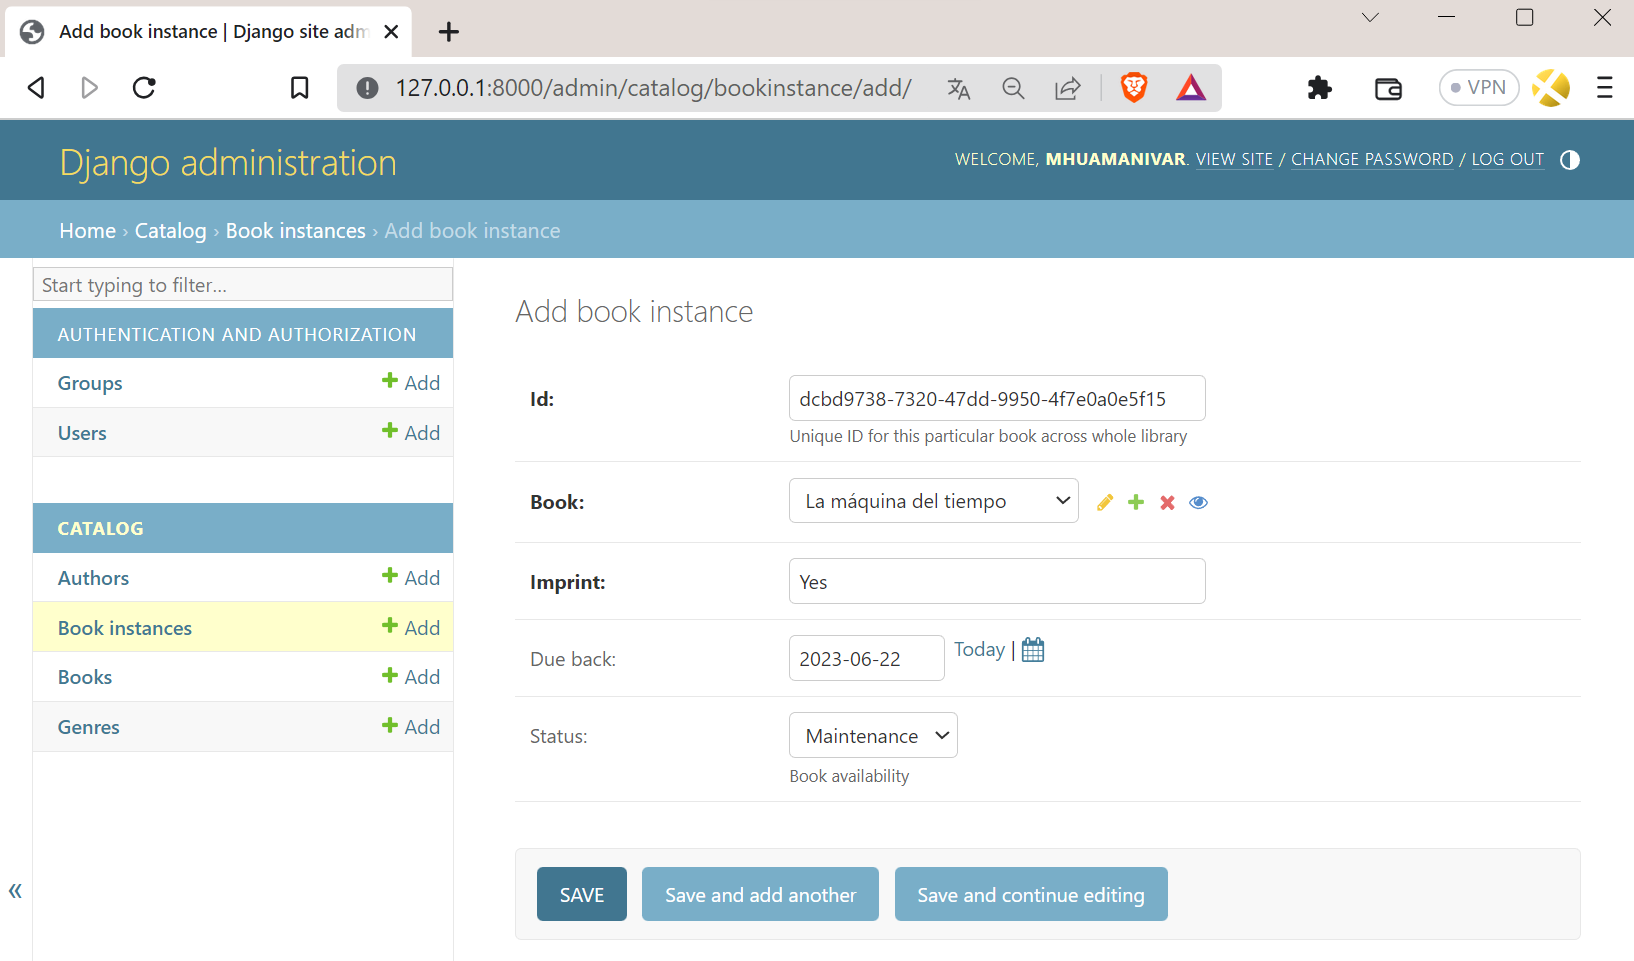 Add book instance | Django site adm
127.0.0.1:8000/admin/catalog/bookinstance/add/
VPN
Django administration
WELCOME, MHUAMANIVAR. VIEW SITE / CHANGE PASSWORD / LOG OUT
Home › Catalog › Book instances › Add book instance
Start typing to filter...
AUTHENTICATION AND AUTHORIZATION
Groups + Add
Users + Add
CATALOG
Authors + Add
Book instances + Add
Books + Add
Genres + Add
«
Add book instance
Id: dcbd9738-7320-47dd-9950-4f7e0a0e5f15
Unique ID for this particular book across whole library
Book: La máquina del tiempo
Imprint: Yes
Due back: 2023-06-22 Today |
Status: Maintenance
Book availability
SAVE Save and add another Save and continue editing